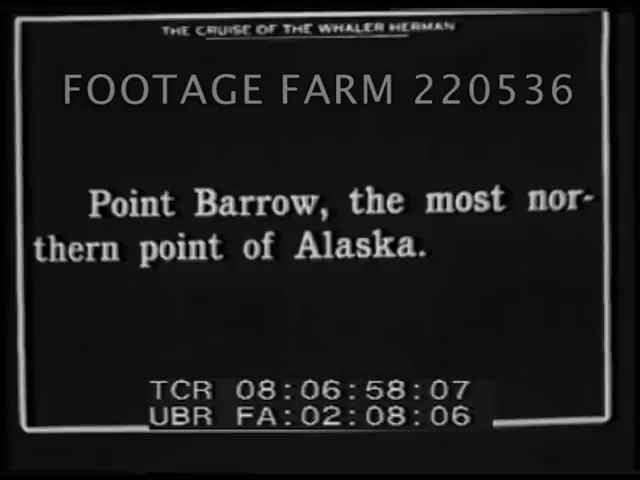 THE CRUISE OF THE WHALER HERMAN
FOOTAGE FARM 220536
Point Barrow, the most nor-
thern point of Alaska.
TCR 08:06:58:07
UBR FA:02:08:06